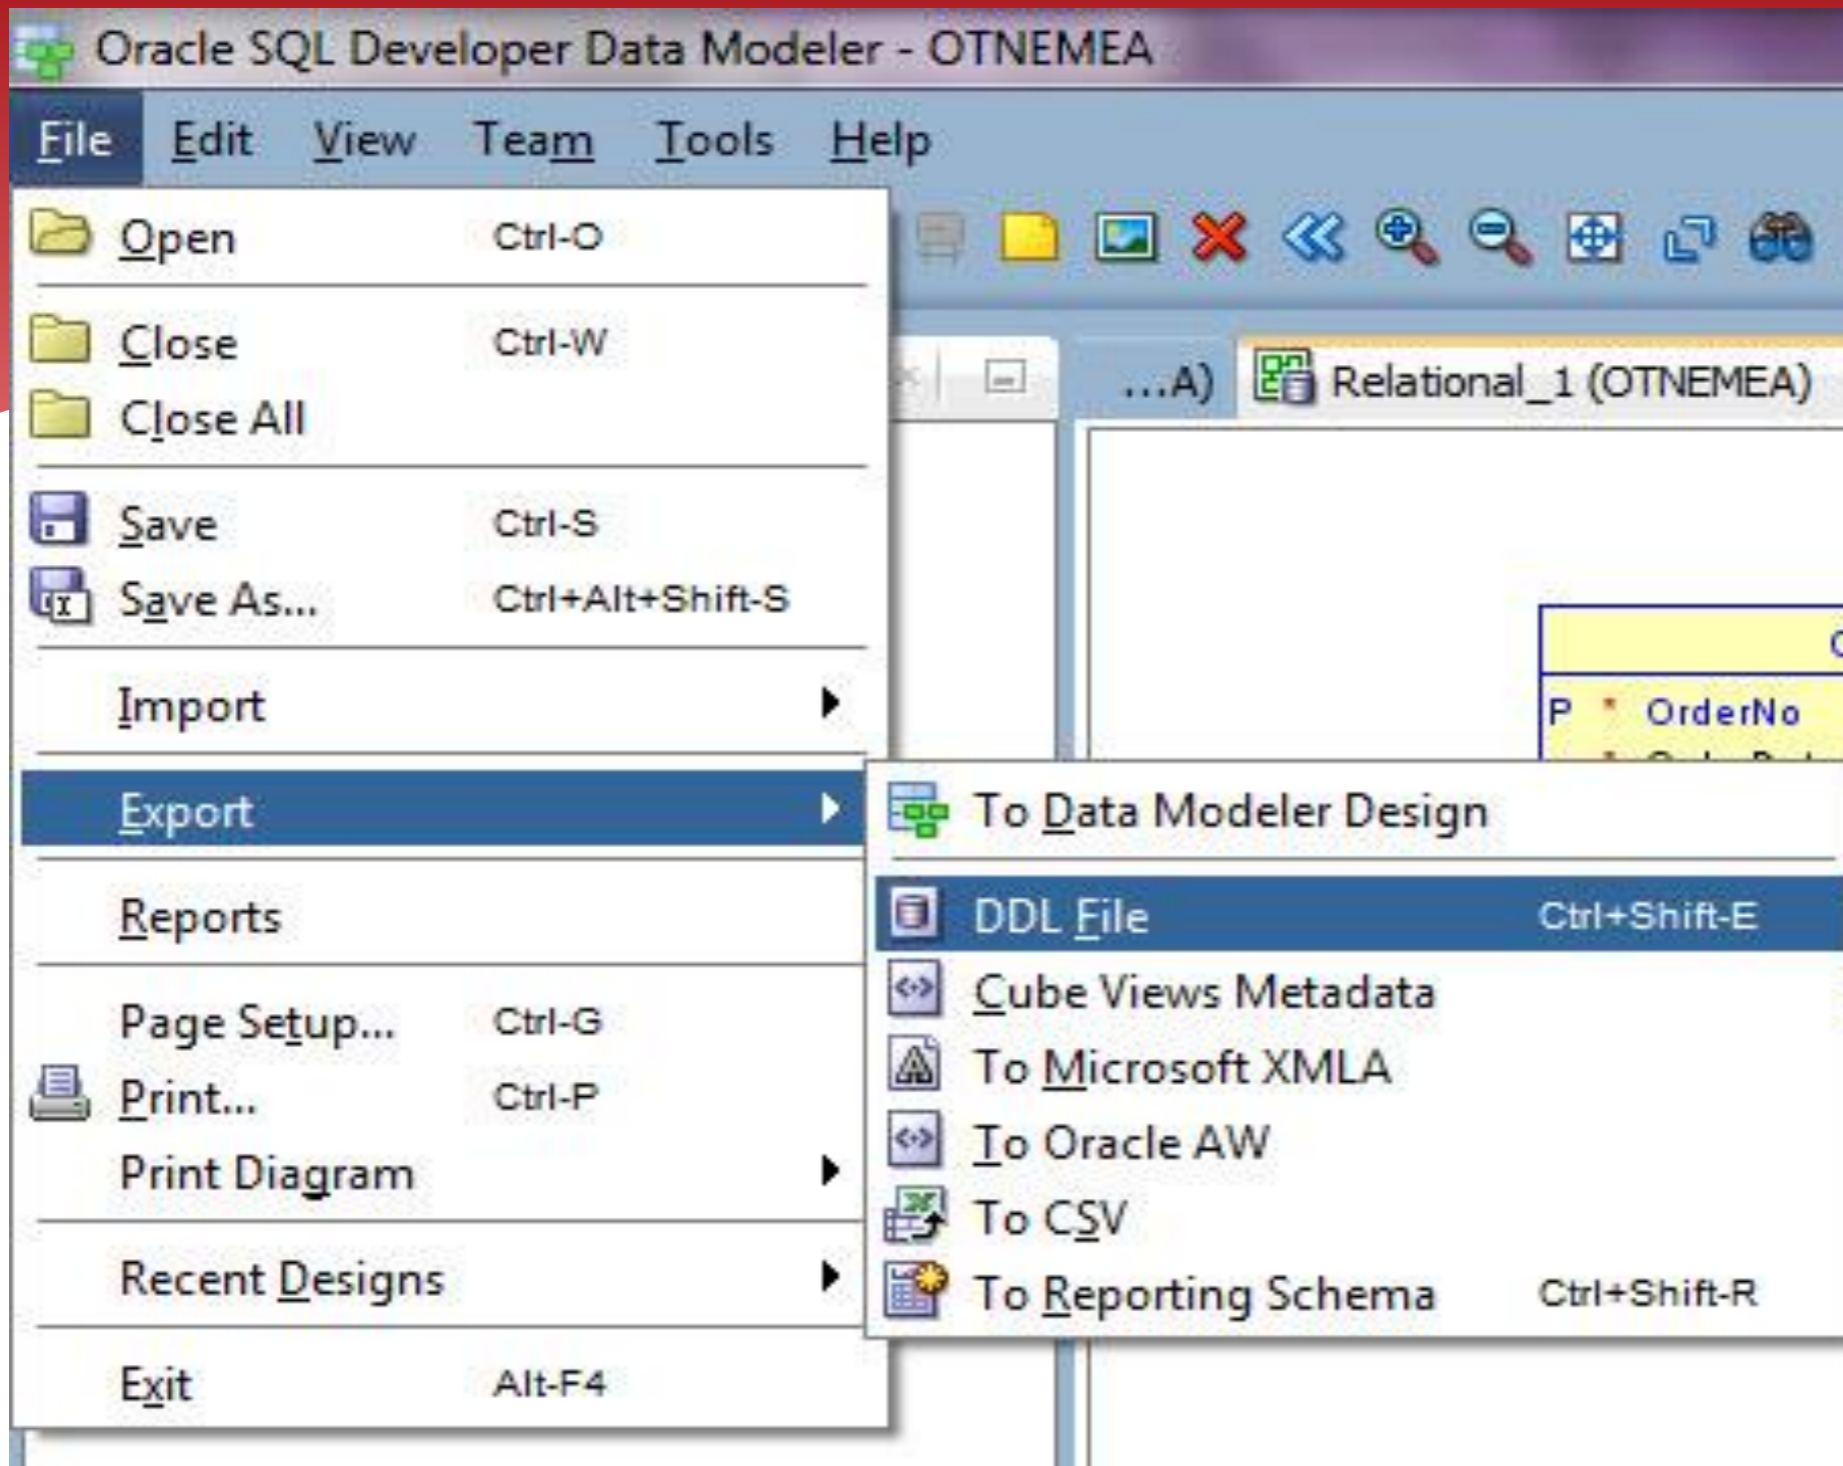 Oracle SQL Developer Data Modeler - OTNEMEA
File Edit View Team Tools Help
Open Ctrl-O
Close Ctrl-W
Close All
Save Ctrl-S
Save As... Ctrl+Alt+Shift-S
Import
Export
Reports
Page Setup... Ctrl-G
Print... Ctrl-P
Print Diagram
Recent Designs
Exit Alt-F4
...A) Relational_1 (OTNEMEA)
P * OrderNo
To Data Modeler Design
DDL File Ctrl+Shift-E
Cube Views Metadata
To Microsoft XMLA
To Oracle AW
To CSV
To Reporting Schema Ctrl+Shift-R